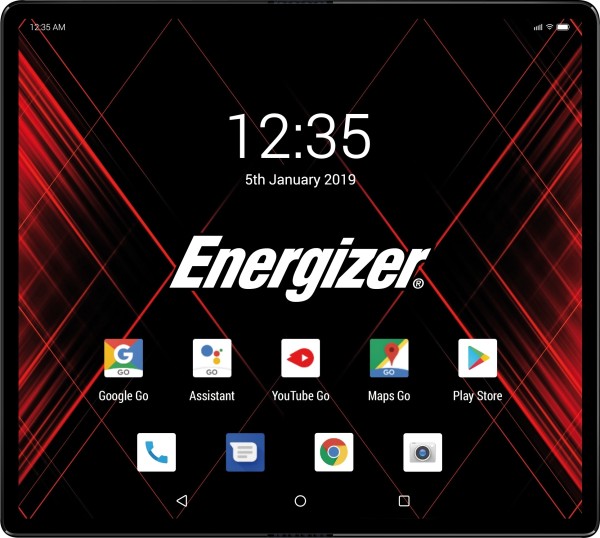 12:35 AM
12:35
5th January 2019
Energizer®
G
GO
GO
GO
Google Go
Assistant
YouTube Go
Maps Go
Play Store